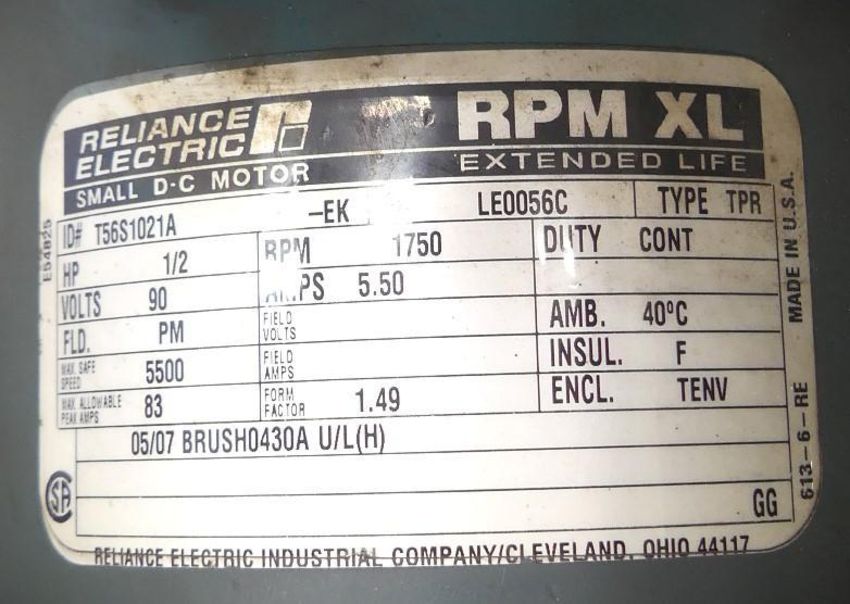 RELIANCE ELECTRIC RPM XL
SMALL D-C MOTOR EXTENDED LIFE
ID# T56S1021A -EK LE0056C TYPE TPR
HP 1/2 RPM 1750 DUTY CONT
VOLTS 90 AMPS 5.50
FLD. PM FIELD VOLTS AMB. 40°C
MAX. SAFE SPEED 5500 FIELD AMPS INSUL. F
MAX. ALLOWABLE PEAK AMPS 83 FORM FACTOR 1.49 ENCL. TENV
05/07 BRUSH0430A U/L(H)
GG
RELIANCE ELECTRIC INDUSTRIAL COMPANY/CLEVELAND, OHIO 44117
E54825
MADE IN U.S.A.
613-6-RE
SA